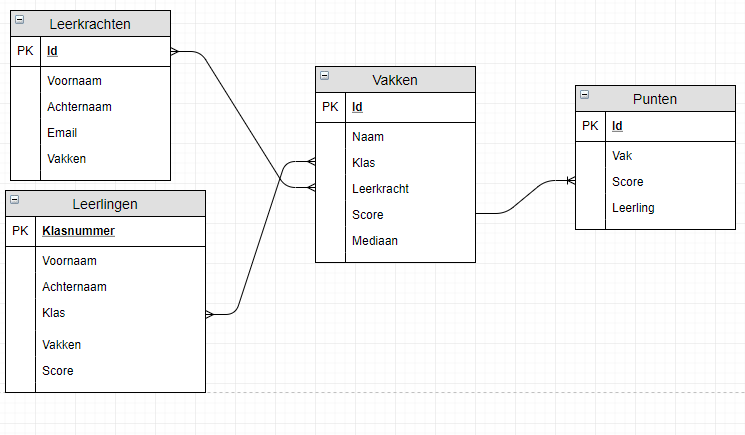 Leerkrachten
PK Id
Voornaam
Achternaam
Email
Vakken
Leerlingen
PK Klasnummer
Voornaam
Achternaam
Klas
Vakken
Score
Vakken
PK Id
Naam
Klas
Leerkracht
Score
Mediaan
Punten
PK Id
Vak
Score
Leerling